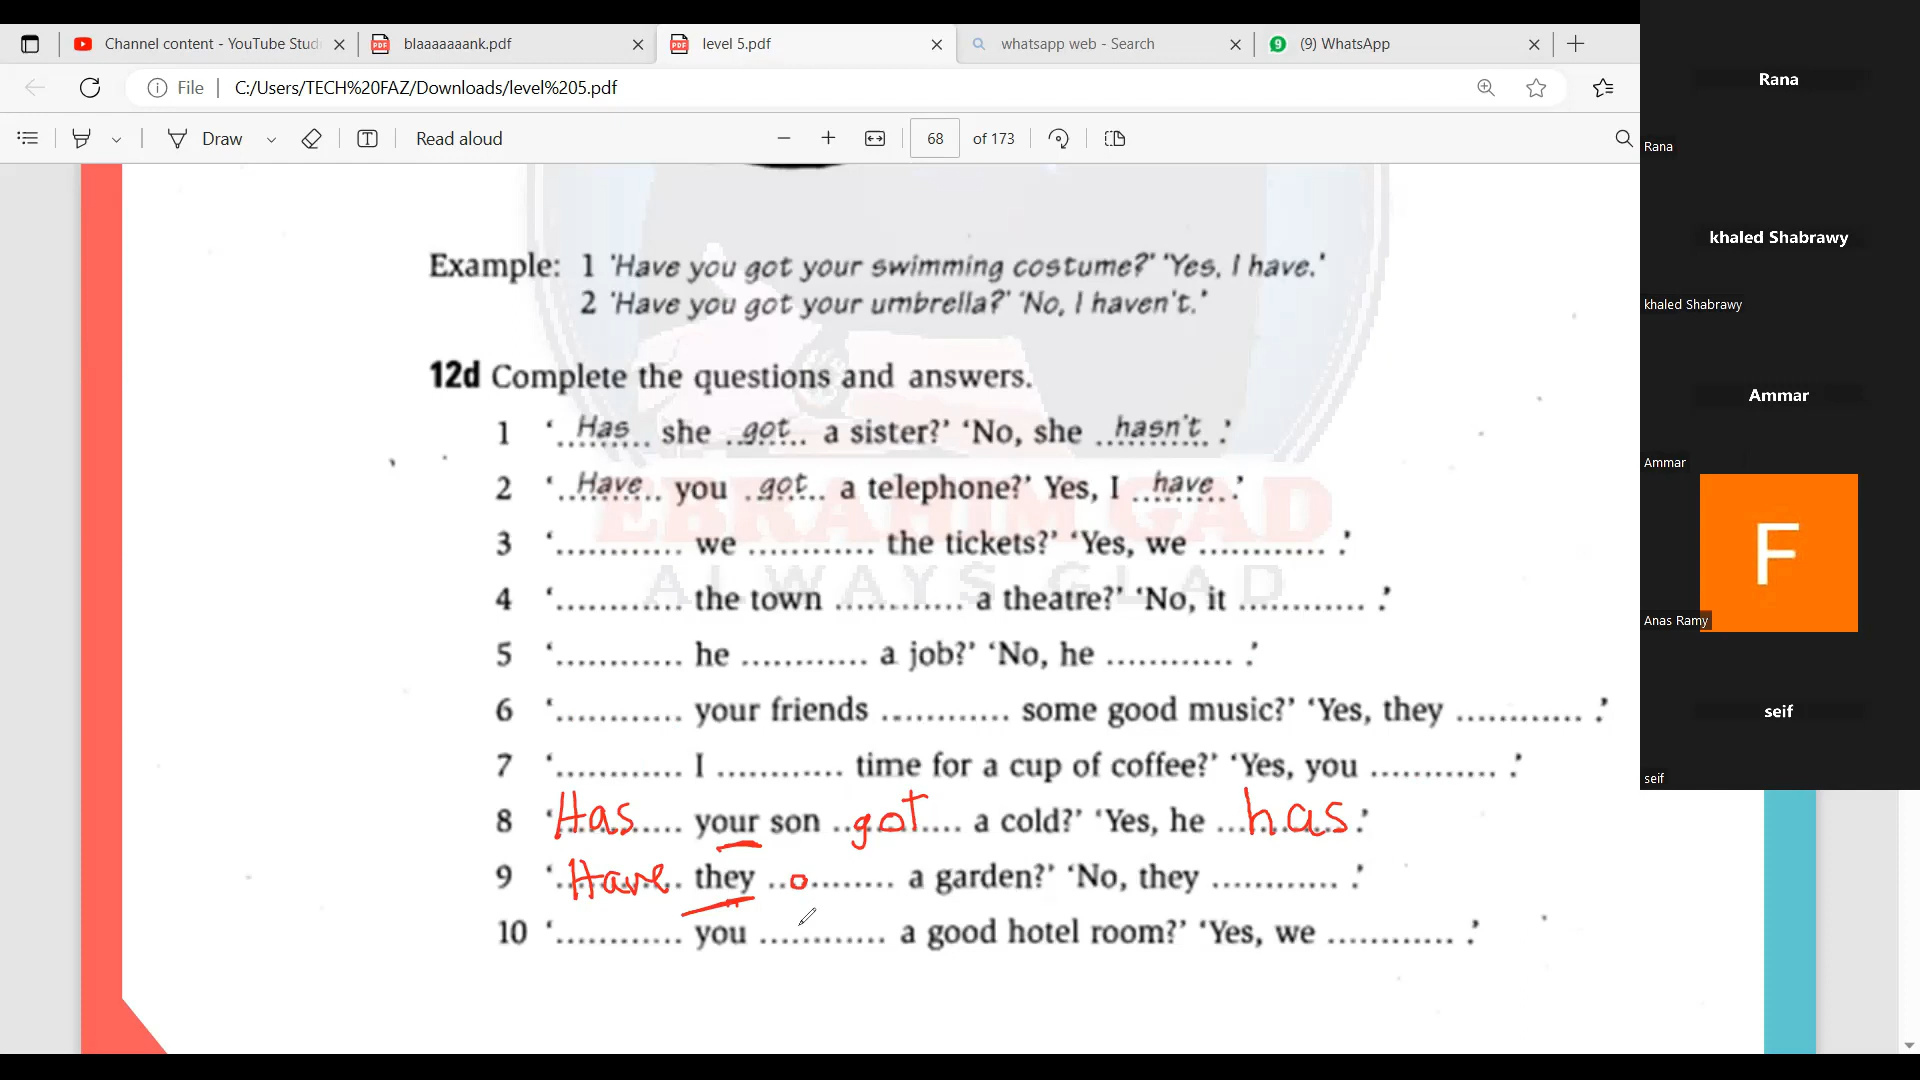 Channel content - YouTube Stud
blaaaaaaank.pdf
level 5.pdf
whatsapp web - Search
(9) WhatsApp
File C:/Users/TECH%20FAZ/Downloads/level%205.pdf
Draw
Read aloud
68 of 173
Example: 1 'Have you got your swimming costume?' 'Yes, I have.'
2 'Have you got your umbrella?' 'No, I haven't.'
12d Complete the questions and answers.
1 '...Has... she ...got... a sister?' 'No, she ...hasn't...'
2 '...Have... you ...got... a telephone?' Yes, I ...have...'
3 '............ we ............ the tickets?' 'Yes, we ............'
4 '............ the town ............ a theatre?' 'No, it ............'
5 '............ he ............ a job?' 'No, he ............'
6 '............ your friends ............ some good music?' 'Yes, they ............'
7 '............ I ............ time for a cup of coffee?' 'Yes, you ............'
8 'Has your son got a cold?' 'Yes, he has.'
9 'Have they o a garden?' 'No, they ............'
10 '............ you ............ a good hotel room?' 'Yes, we ............'
EBRAHIM GAD
ALWAYS GLAD
Rana
Rana
khaled Shabrawy
khaled Shabrawy
Ammar
Ammar
F
Anas Ramy
seif
seif